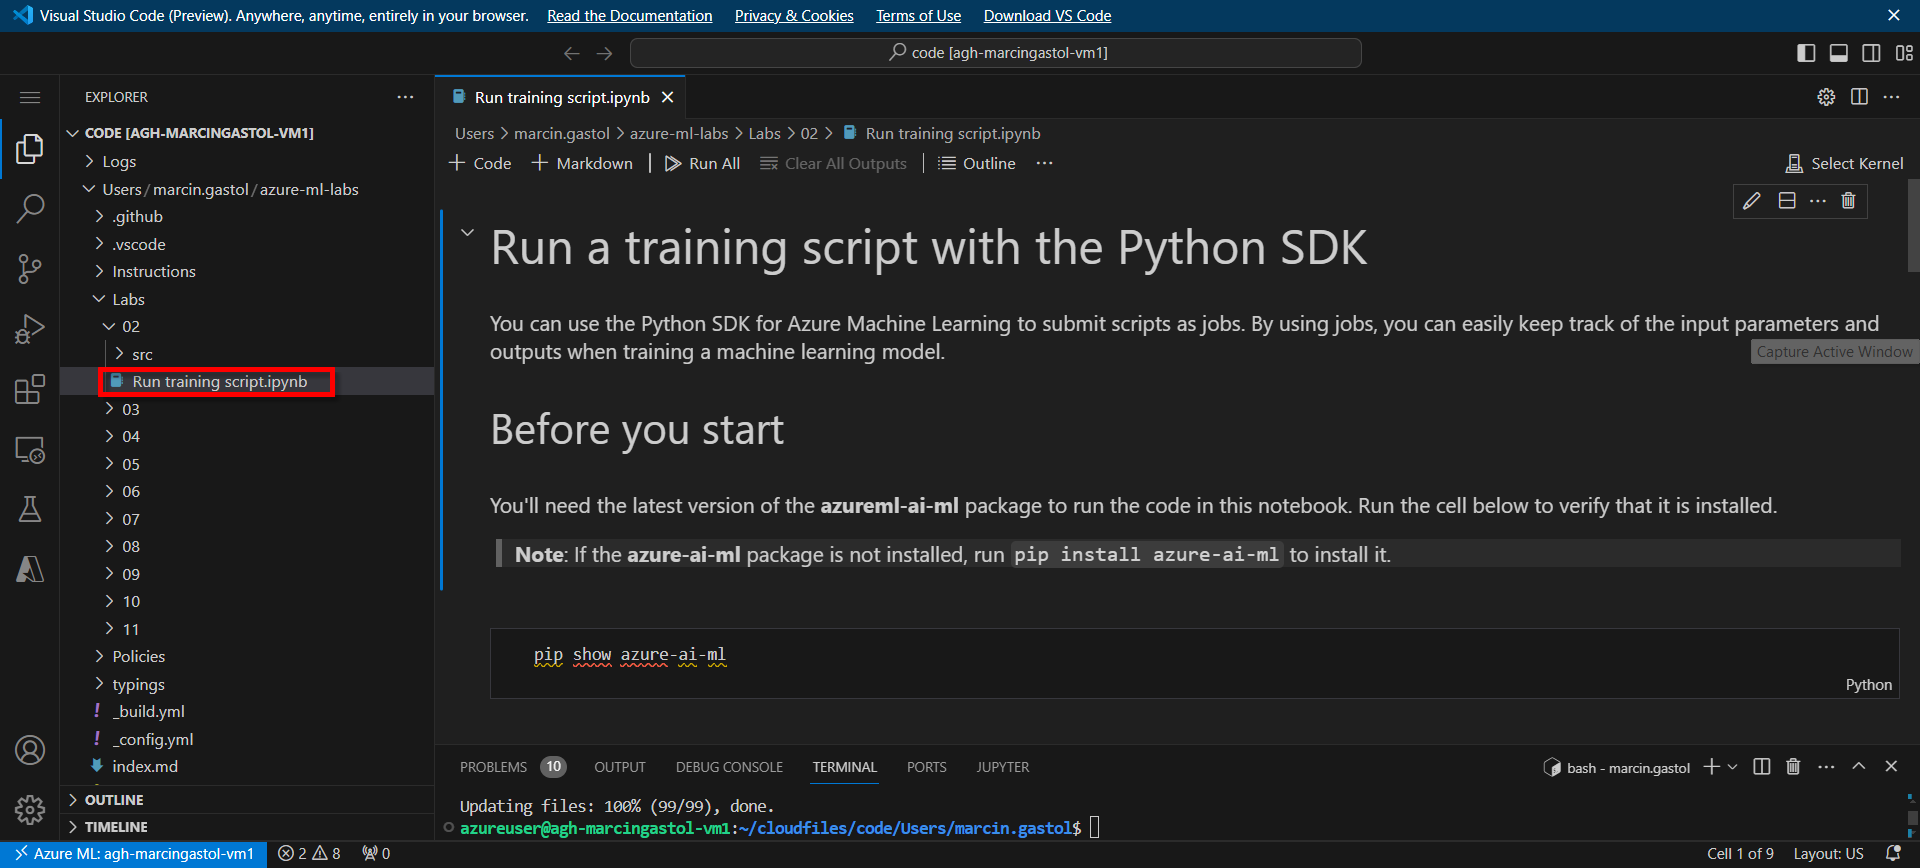 Visual Studio Code (Preview). Anywhere, anytime, entirely in your browser. Read the Documentation Privacy & Cookies Terms of Use Download VS Code
code [agh-marcingastol-vm1]
EXPLORER
CODE [AGH-MARCINGASTOL-VM1]
Logs
Users / marcin.gastol / azure-ml-labs
.github
.vscode
Instructions
Labs
02
src
Run training script.ipynb
03
04
05
06
07
08
09
10
11
Policies
typings
! _build.yml
! _config.yml
index.md
OUTLINE
TIMELINE
Run training script.ipynb
Users > marcin.gastol > azure-ml-labs > Labs > 02 > Run training script.ipynb
+ Code + Markdown | Run All Clear All Outputs | Outline ··· Select Kernel
Run a training script with the Python SDK
You can use the Python SDK for Azure Machine Learning to submit scripts as jobs. By using jobs, you can easily keep track of the input parameters and
outputs when training a machine learning model.
Capture Active Window
Before you start
You'll need the latest version of the azureml-ai-ml package to run the code in this notebook. Run the cell below to verify that it is installed.
Note: If the azure-ai-ml package is not installed, run pip install azure-ai-ml to install it.
pip show azure-ai-ml
Python
PROBLEMS 10 OUTPUT DEBUG CONSOLE TERMINAL PORTS JUPYTER bash - marcin.gastol
Updating files: 100% (99/99), done.
azureuser@agh-marcingastol-vm1:~/cloudfiles/code/Users/marcin.gastol$
Azure ML: agh-marcingastol-vm1 2 8 0 Cell 1 of 9 Layout: US